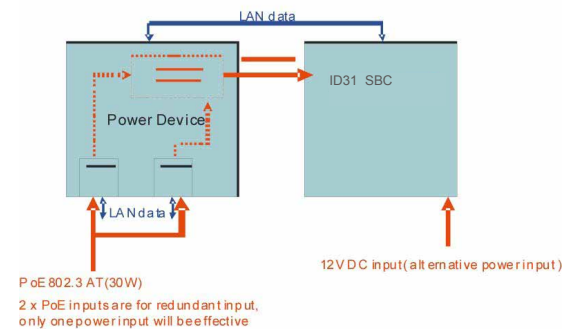 LAN data
ID31 SBC
Power Device
LAN data
12V DC input( alternative power input )
PoE 802.3 AT(30W)
2 x PoE inputs are for redundant input,
only one power input will be effective